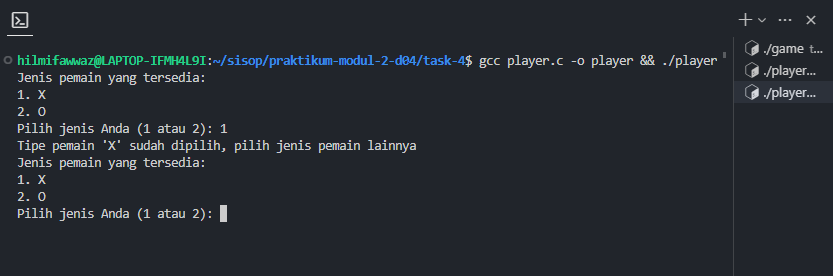 hilmifawwaz@LAPTOP-IFMH4L9I:~/sisop/praktikum-modul-2-d04/task-4$ gcc player.c -o player && ./player
Jenis pemain yang tersedia:
1. X
2. O
Pilih jenis Anda (1 atau 2): 1
Tipe pemain 'X' sudah dipilih, pilih jenis pemain lainnya
Jenis pemain yang tersedia:
1. X
2. O
Pilih jenis Anda (1 atau 2):
./game t...
./player...
./player...